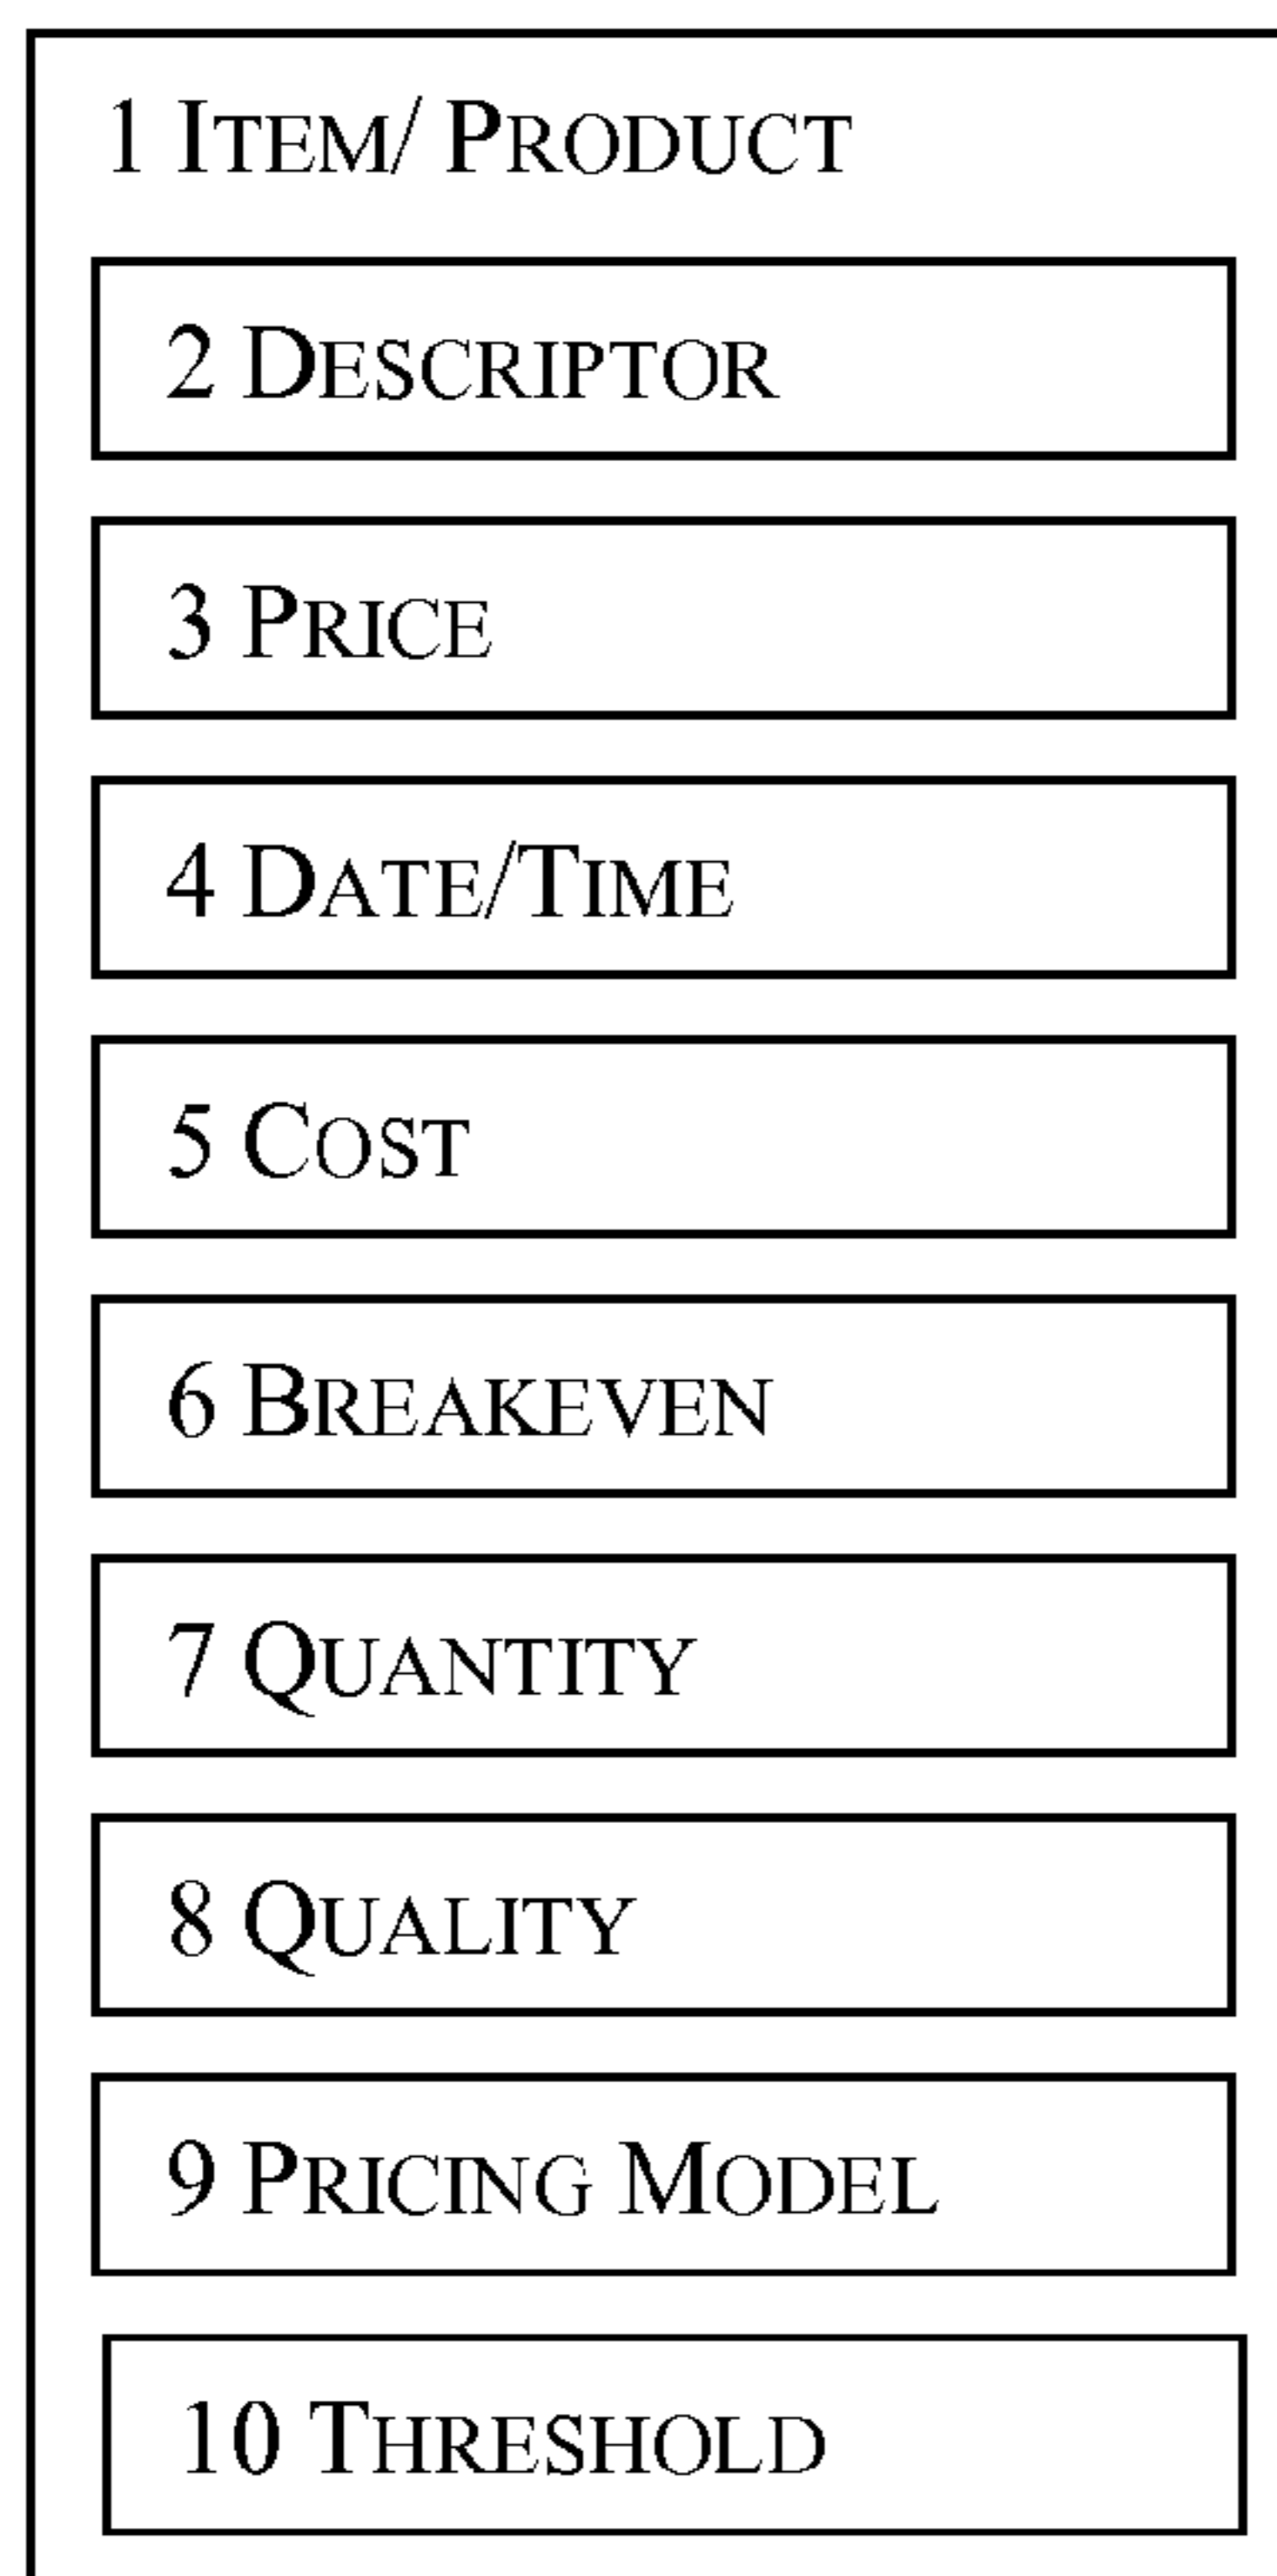 1 Item/ Product
2 Descriptor
3 Price
4 Date/Time
5 Cost
6 Breakeven
7 Quantity
8 Quality
9 Pricing Model
10 Threshold